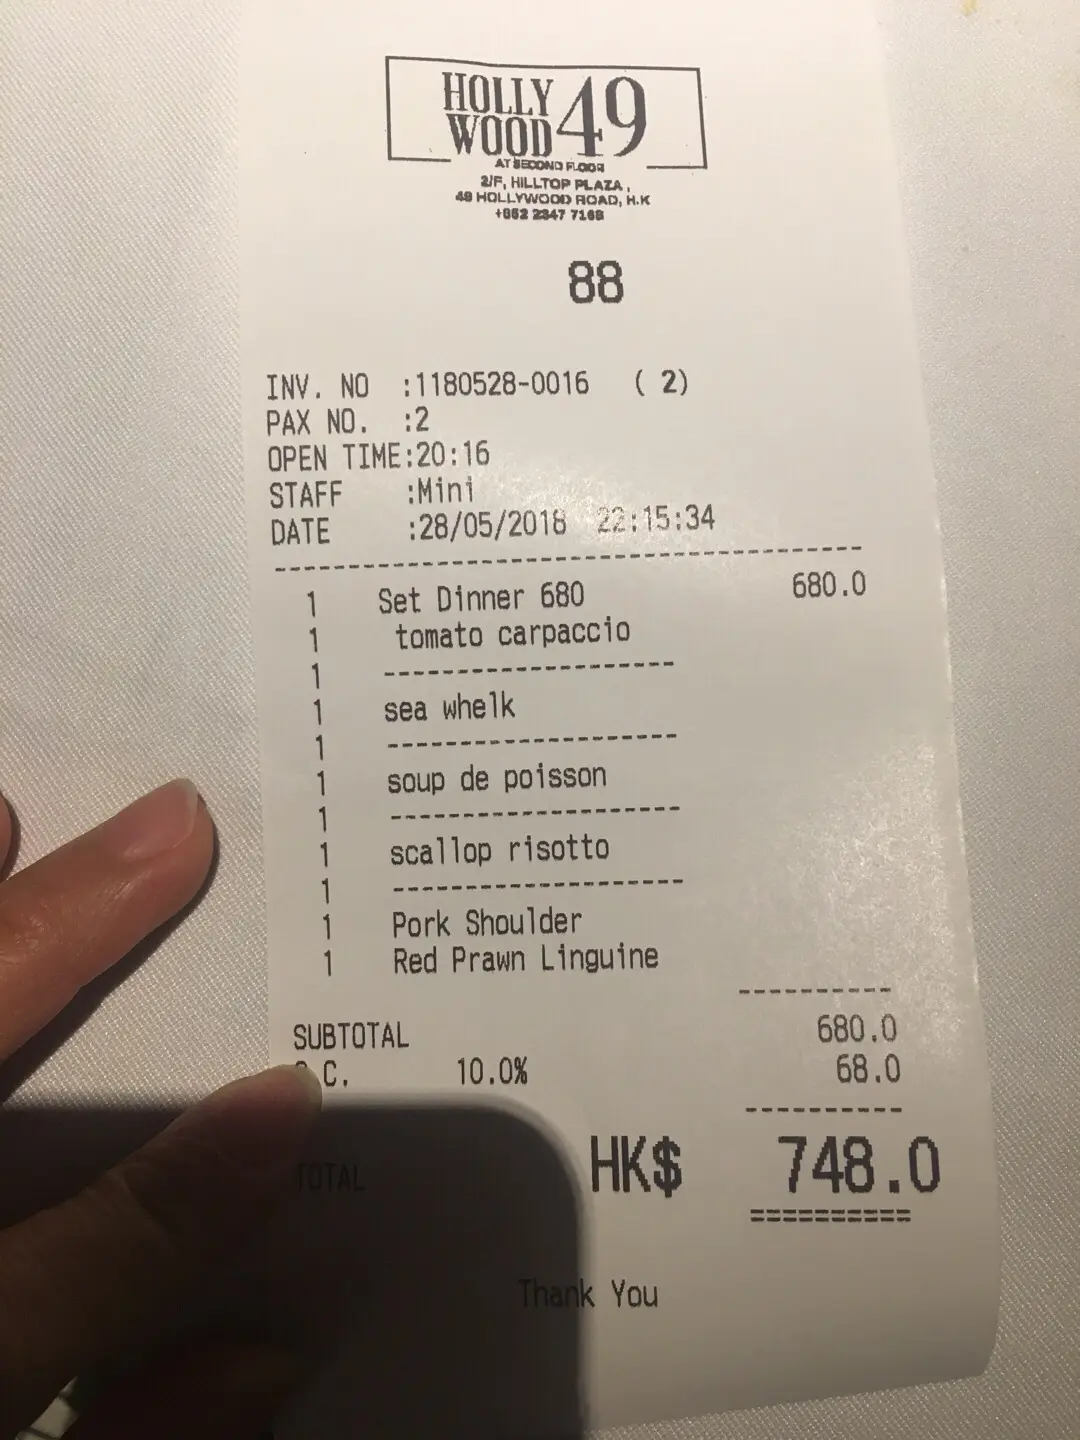 HOLLY
WOOD 49
AT SECOND FLOOR
2/F, HILLTOP PLAZA,
49 HOLLYWOOD ROAD, H.K
+852 2347 7168
88
INV. NO :1180528-0016 ( 2)
PAX NO. :2
OPEN TIME:20:16
STAFF :Mini
DATE :28/05/2018 22:15:34
--------------------------------
1 Set Dinner 680 680.0
1 tomato carpaccio
1 --------------------
1 sea whelk
1 --------------------
1 soup de poisson
1 --------------------
1 scallop risotto
1 --------------------
1 Pork Shoulder
1 Red Prawn Linguine
----------
SUBTOTAL 680.0
C. 10.0% 68.0
----------
TOTAL HK$ 748.0
==========
Thank You